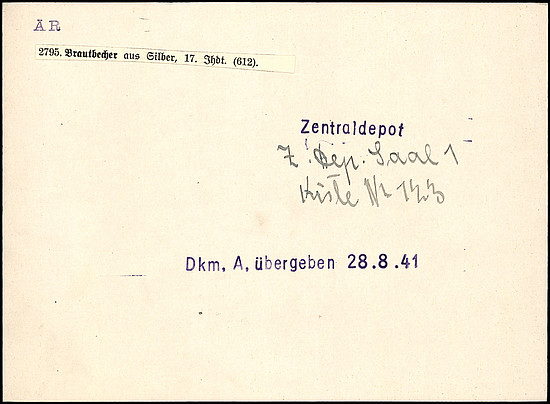 AR
2795. Brautbecher aus Silber, 17. Jhdt. (612).
Zentraldepot
Z. Dep. Saal 1
Kiste Nr 123
Dkm, A, übergeben 28.8.41